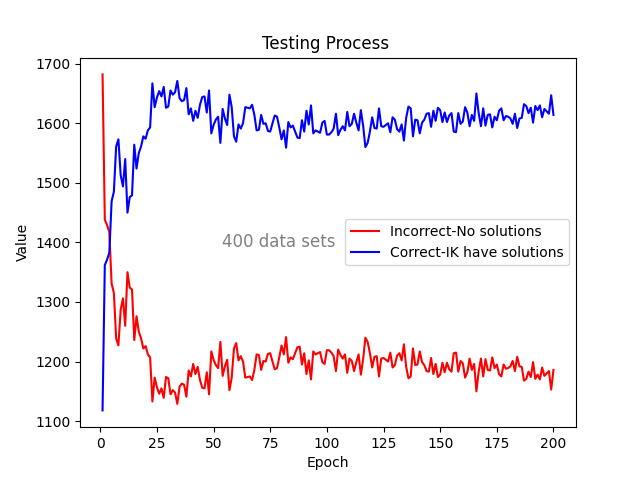 Testing Process
1700
1600
1500
1400
1300
1200
1100
Value
400 data sets
Incorrect-No solutions
Correct-IK have solutions
0 25 50 75 100 125 150 175 200
Epoch